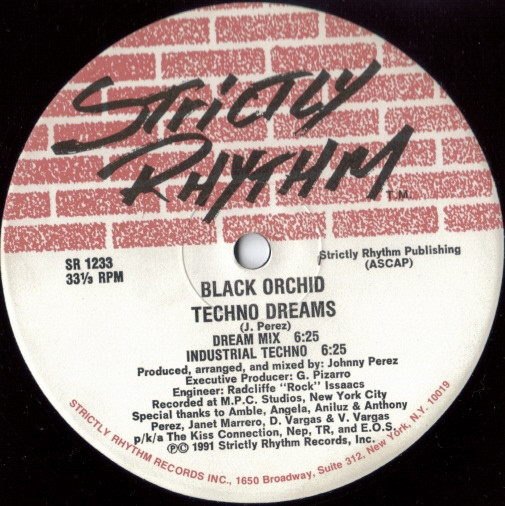 STRICTLY
RHYTHM
T.M.
SR 1233
33⅓ RPM
Strictly Rhythm Publishing
(ASCAP)
BLACK ORCHID
TECHNO DREAMS
(J. Perez)
DREAM MIX 6:25
INDUSTRIAL TECHNO 6:25
Produced, arranged, and mixed by: Johnny Perez
Executive Producer: G. Pizarro
Engineer: Radcliffe "Rock" Issaacs
Recorded at M.P.C. Studios, New York City
Special thanks to Amble, Angela, Aniluz & Anthony
Perez, Janet Marrero, D. Vargas & V. Vargas
p/k/a The Kiss Connection, Nep, TR, and E.O.S.
℗© 1991 Strictly Rhythm Records, Inc.
STRICTLY RHYTHM RECORDS INC., 1650 Broadway, Suite 312, New York, N.Y. 10019